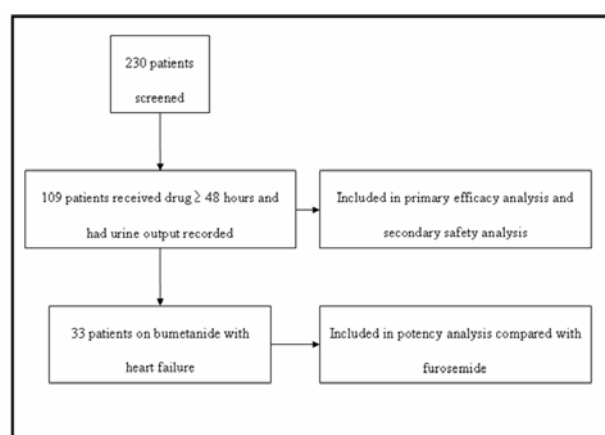 230 patients
screened
109 patients received drug ≥ 48 hours and
had urine output recorded
Included in primary efficacy analysis and
secondary safety analysis
33 patients on bumetanide with
heart failure
Included in potency analysis compared with
furosemide